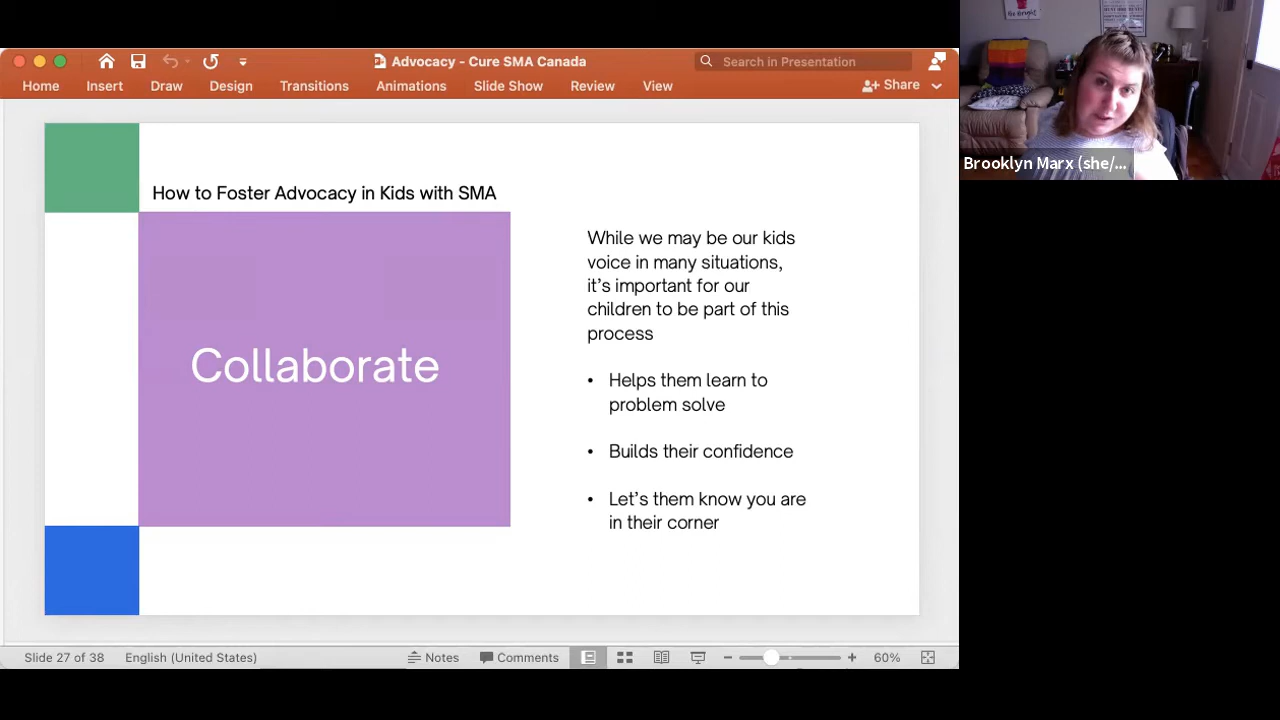 Advocacy - Cure SMA Canada
Search in Presentation
Home Insert Draw Design Transitions Animations Slide Show Review View Share
How to Foster Advocacy in Kids with SMA
Collaborate
While we may be our kids
voice in many situations,
it's important for our
children to be part of this
process
• Helps them learn to
problem solve
• Builds their confidence
• Let's them know you are
in their corner
Slide 27 of 38 English (United States) Notes Comments 60%
Brooklyn Marx (she/...